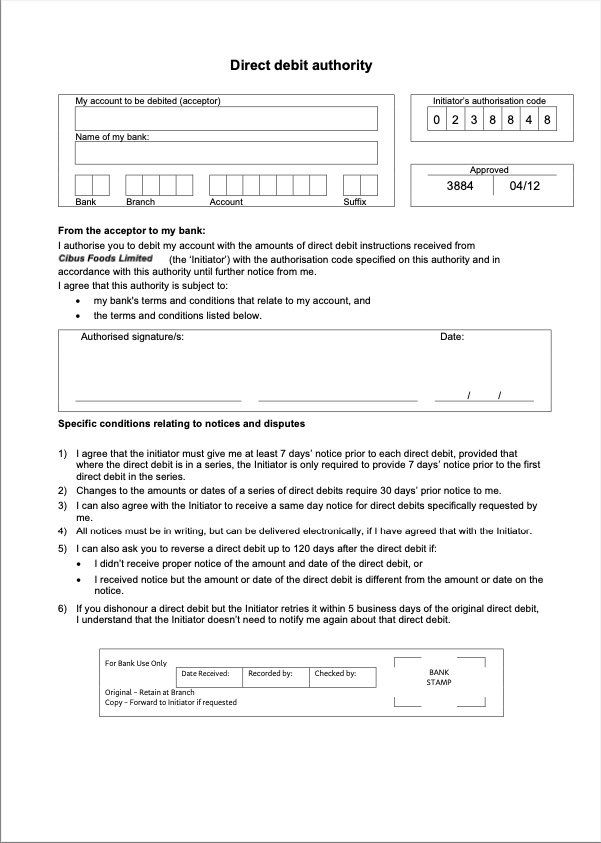 Direct debit authority
My account to be debited (acceptor)
Name of my bank:
Bank Branch Account Suffix
Initiator's authorisation code
0 2 3 8 8 4 8
Approved
3884 04/12
From the acceptor to my bank:
I authorise you to debit my account with the amounts of direct debit instructions received from
Cibus Foods Limited (the 'Initiator') with the authorisation code specified on this authority and in
accordance with this authority until further notice from me.
I agree that this authority is subject to:
• my bank's terms and conditions that relate to my account, and
• the terms and conditions listed below.
Authorised signature/s: Date:
/ /
Specific conditions relating to notices and disputes
1) I agree that the initiator must give me at least 7 days' notice prior to each direct debit, provided that
where the direct debit is in a series, the Initiator is only required to provide 7 days' notice prior to the first
direct debit in the series.
2) Changes to the amounts or dates of a series of direct debits require 30 days' prior notice to me.
3) I can also agree with the Initiator to receive a same day notice for direct debits specifically requested by
me.
4) All notices must be in writing, but can be delivered electronically, if I have agreed that with the Initiator.
5) I can also ask you to reverse a direct debit up to 120 days after the direct debit if:
• I didn't receive proper notice of the amount and date of the direct debit, or
• I received notice but the amount or date of the direct debit is different from the amount or date on the
notice.
6) If you dishonour a direct debit but the Initiator retries it within 5 business days of the original direct debit,
I understand that the Initiator doesn't need to notify me again about that direct debit.
For Bank Use Only
Date Received: Recorded by: Checked by:
Original – Retain at Branch
Copy – Forward to Initiator if requested
BANK
STAMP